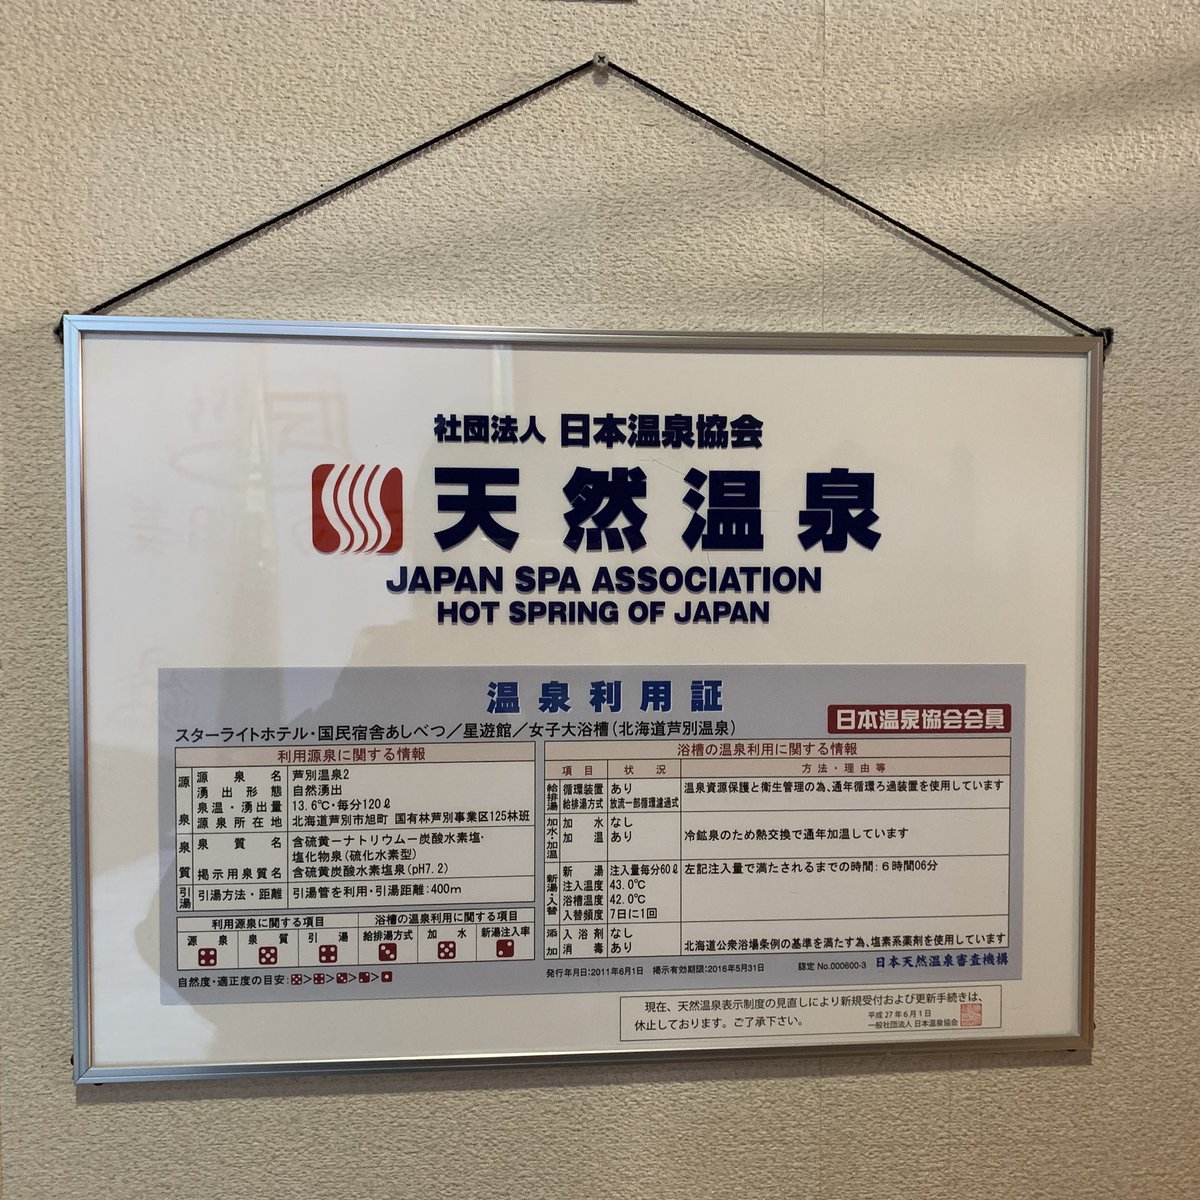 社団法人 日本温泉協会
天然温泉
JAPAN SPA ASSOCIATION
HOT SPRING OF JAPAN
温泉利用証
スターライトホテル・国民宿舎あしべつ／星遊館／女子大浴槽(北海道芦別温泉)
日本温泉協会会員
利用源泉に関する情報
源泉
源泉名 芦別温泉2
湧出形態 自然湧出
泉温・湧出量 13.6℃・毎分120ℓ
源泉所在地 北海道芦別市旭町 国有林芦別事業区125林班
泉質
泉質名 含硫黄ーナトリウムー炭酸水素塩・
塩化物泉(硫化水素型)
掲示用泉質名 含硫黄炭酸水素塩泉(pH7.2)
引湯
引湯方法・距離 引湯管を利用・引湯距離:400m
利用源泉に関する項目 浴槽の温泉利用に関する項目
源泉 泉質 引湯 給排湯方式 加水 新湯注入率
自然度・適正度の目安: > > > >
浴槽の温泉利用に関する情報
項目 状況 方法・理由等
給排湯
循環装置 あり 温泉資源保護と衛生管理の為、通年循環ろ過装置を使用しています
給排湯方式 放流一部循環濾過式
加水・加温
加水 なし
加温 あり 冷鉱泉のため熱交換で通年加温しています
新湯・入替
新湯 注入量毎分60ℓ 左記注入量で満たされるまでの時間:6時間06分
注入温度 43.0℃
浴槽温度 42.0℃
入替頻度 7日に1回
添加
入浴剤 なし
消毒 あり 北海道公衆浴場条例の基準を満たす為、塩素系薬剤を使用しています
発行年月日:2011年6月1日 掲示有効期限:2016年5月31日 認定 No.000600-3 日本天然温泉審査機構
現在、天然温泉表示制度の見直しにより新規受付および更新手続きは、
休止しております。ご了承下さい。
平成27年6月1日
一般社団法人 日本温泉協会